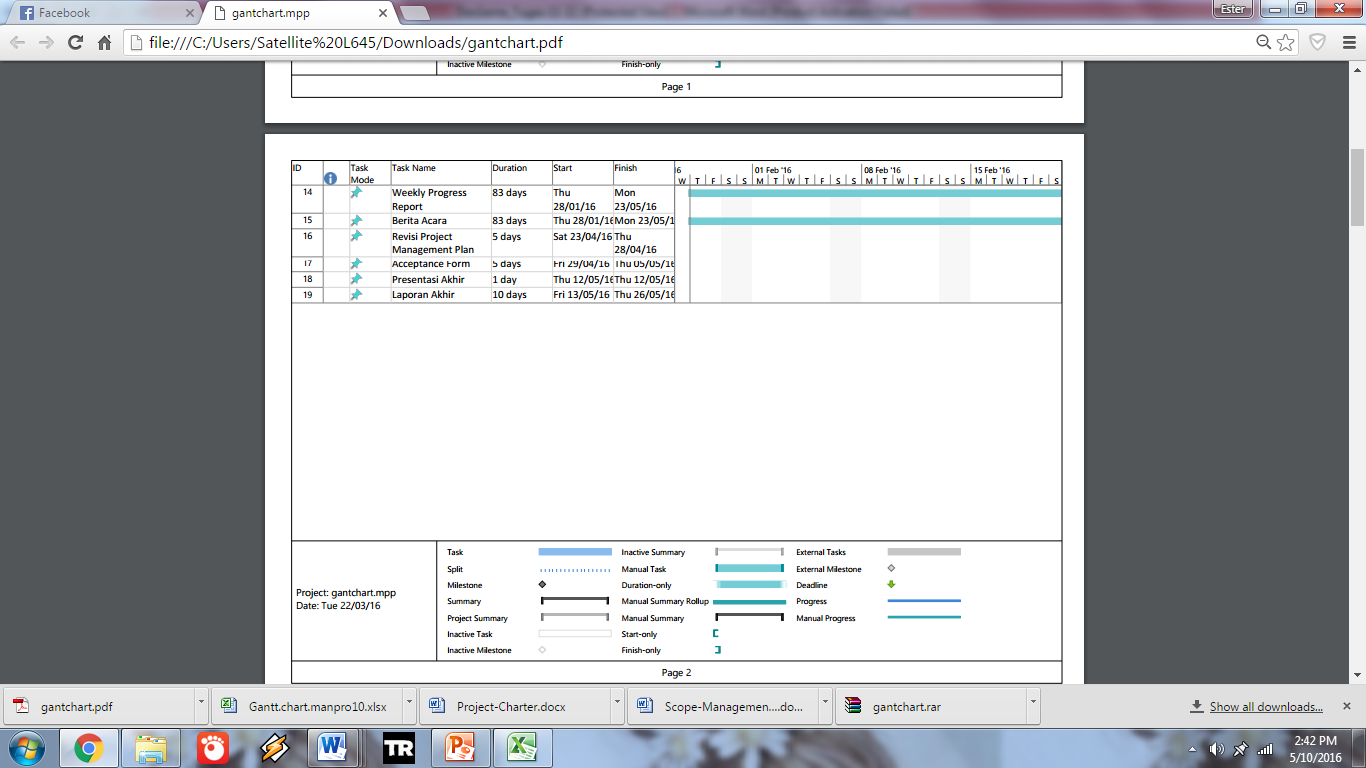 Facebook
gantchart.mpp
Ester
file:///C:/Users/Satellite%20L645/Downloads/gantchart.pdf
Inactive Milestone Finish-only
Page 1
ID Task Mode Task Name Duration Start Finish 01 Feb '16 08 Feb '16 15 Feb '16
W T F S S M T W T F S S M T W T F S S M T W T F S
14 Weekly Progress Report 83 days Thu 28/01/16 Mon 23/05/16
15 Berita Acara 83 days Thu 28/01/16 Mon 23/05/1
16 Revisi Project Management Plan 5 days Sat 23/04/16 Thu 28/04/16
17 Acceptance Form 5 days Fri 29/04/16 Thu 05/05/16
18 Presentasi Akhir 1 day Thu 12/05/16 Thu 12/05/16
19 Laporan Akhir 10 days Fri 13/05/16 Thu 26/05/16
Project: gantchart.mpp
Date: Tue 22/03/16
Task Inactive Summary External Tasks
Split Manual Task External Milestone
Milestone Duration-only Deadline
Summary Manual Summary Rollup Progress
Project Summary Manual Summary Manual Progress
Inactive Task Start-only
Inactive Milestone Finish-only
Page 2
gantchart.pdf
Gantt.chart.manpro10.xlsx
Project-Charter.docx
Scope-Managemen....do...
gantchart.rar
Show all downloads...
TR
2:42 PM
5/10/2016